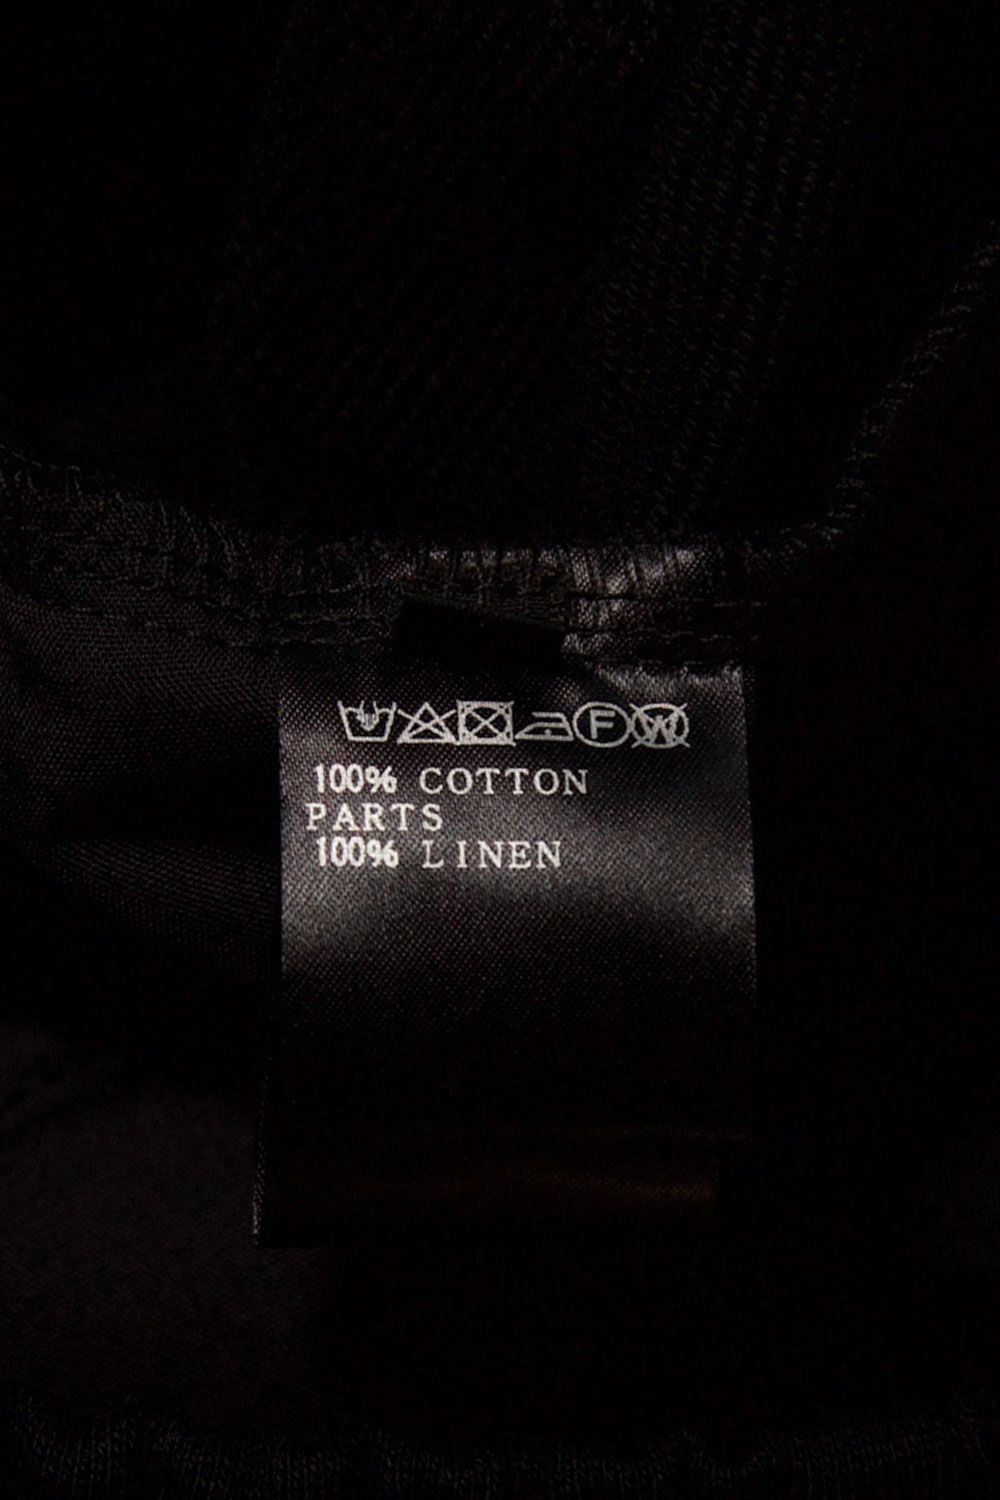 F W
100% COTTON
PARTS
100% LINEN